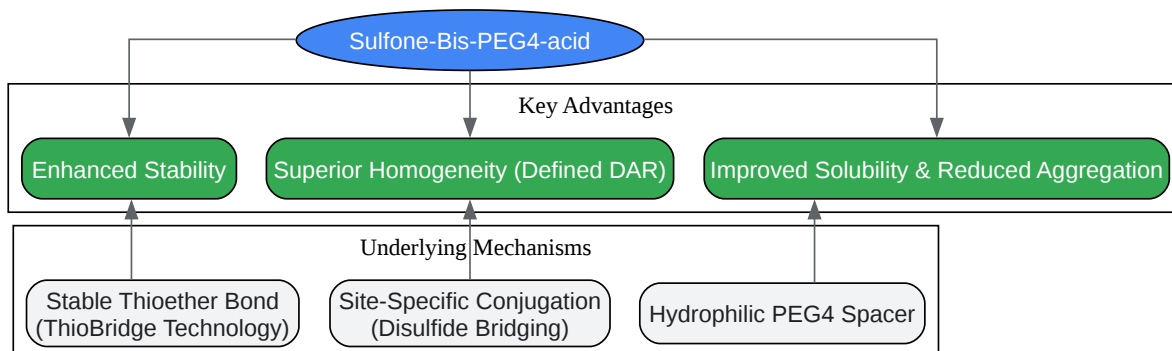 Sulfone-Bis-PEG4-acid
Key Advantages
Enhanced Stability
Superior Homogeneity (Defined DAR)
Improved Solubility & Reduced Aggregation
Underlying Mechanisms
Stable Thioether Bond
(ThioBridge Technology)
Site-Specific Conjugation
(Disulfide Bridging)
Hydrophilic PEG4 Spacer